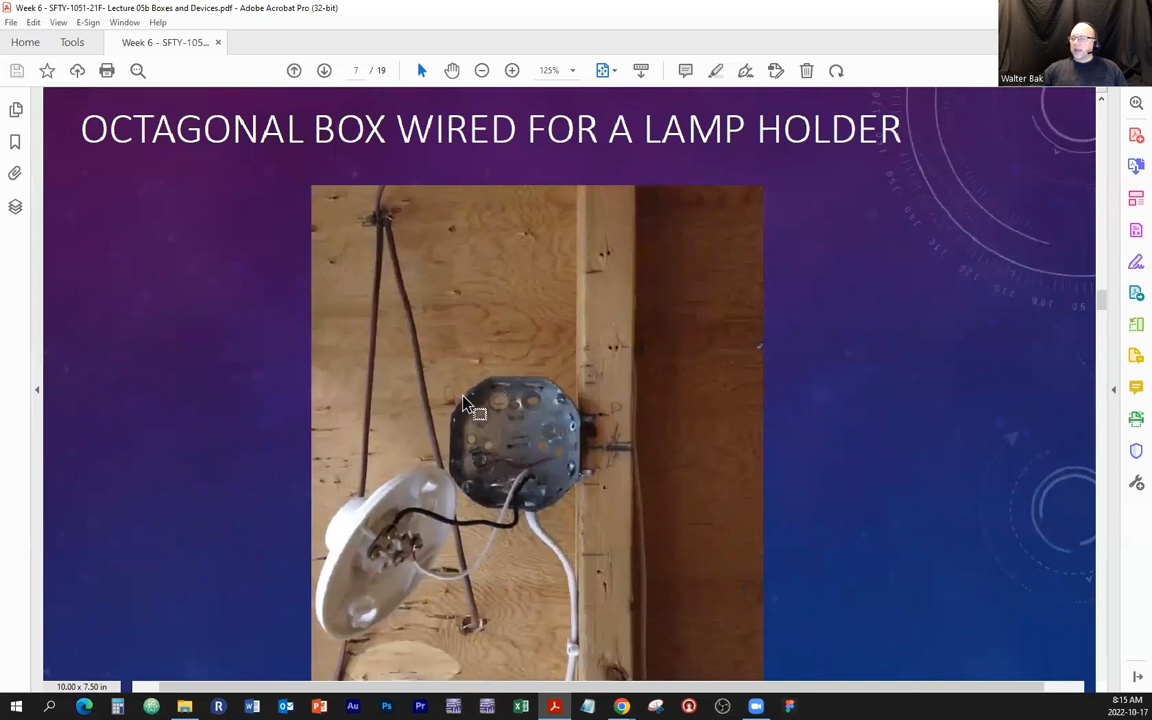 Week 6 - SFTY-1051-21F- Lecture 05b Boxes and Devices.pdf - Adobe Acrobat Pro (32-bit)
File Edit View E-Sign Window Help
Home Tools Week 6 - SFTY-105... ×
7 / 19 125%
Walter Bak
OCTAGONAL BOX WIRED FOR A LAMP HOLDER
10.00 x 7.50 in
8:15 AM
2022-10-17